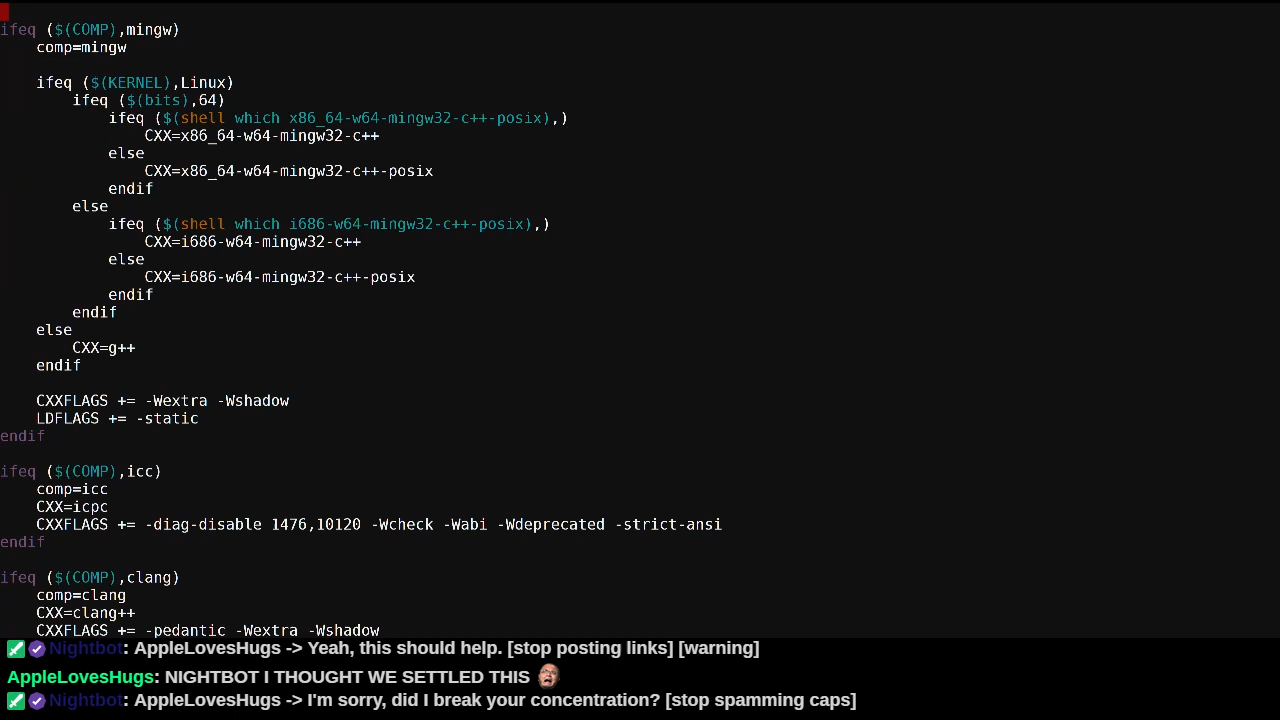 ifeq ($(COMP),mingw)
    comp=mingw

    ifeq ($(KERNEL),Linux)
        ifeq ($(bits),64)
            ifeq ($(shell which x86_64-w64-mingw32-c++-posix),)
                CXX=x86_64-w64-mingw32-c++
            else
                CXX=x86_64-w64-mingw32-c++-posix
            endif
        else
            ifeq ($(shell which i686-w64-mingw32-c++-posix),)
                CXX=i686-w64-mingw32-c++
            else
                CXX=i686-w64-mingw32-c++-posix
            endif
        endif
    else
        CXX=g++
    endif

    CXXFLAGS += -Wextra -Wshadow
    LDFLAGS += -static
endif

ifeq ($(COMP),icc)
    comp=icc
    CXX=icpc
    CXXFLAGS += -diag-disable 1476,10120 -Wcheck -Wabi -Wdeprecated -strict-ansi
endif

ifeq ($(COMP),clang)
    comp=clang
    CXX=clang++
    CXXFLAGS += -pedantic -Wextra -Wshadow
Nightbot: AppleLovesHugs -> Yeah, this should help. [stop posting links] [warning]
AppleLovesHugs: NIGHTBOT I THOUGHT WE SETTLED THIS
Nightbot: AppleLovesHugs -> I'm sorry, did I break your concentration? [stop spamming caps]